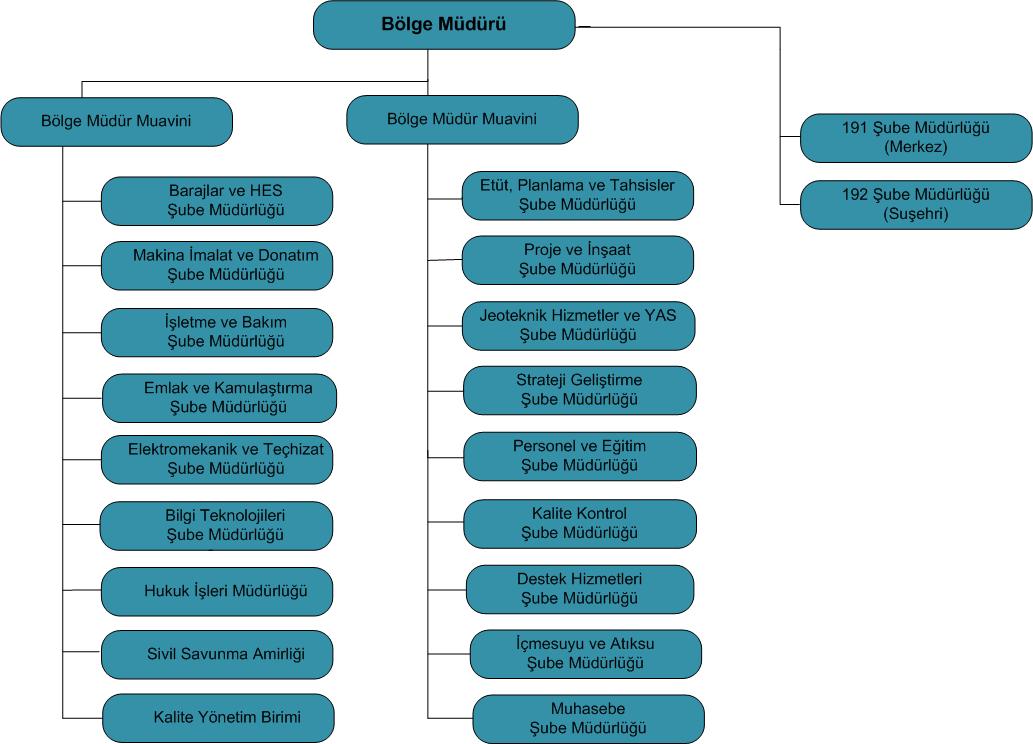 Bölge Müdürü
Bölge Müdür Muavini
Barajlar ve HES
Şube Müdürlüğü
Makina İmalat ve Donatım
Şube Müdürlüğü
İşletme ve Bakım
Şube Müdürlüğü
Emlak ve Kamulaştırma
Şube Müdürlüğü
Elektromekanik ve Teçhizat
Şube Müdürlüğü
Bilgi Teknolojileri
Şube Müdürlüğü
Hukuk İşleri Müdürlüğü
Sivil Savunma Amirliği
Kalite Yönetim Birimi
Bölge Müdür Muavini
Etüt, Planlama ve Tahsisler
Şube Müdürlüğü
Proje ve İnşaat
Şube Müdürlüğü
Jeoteknik Hizmetler ve YAS
Şube Müdürlüğü
Strateji Geliştirme
Şube Müdürlüğü
Personel ve Eğitim
Şube Müdürlüğü
Kalite Kontrol
Şube Müdürlüğü
Destek Hizmetleri
Şube Müdürlüğü
İçmesuyu ve Atıksu
Şube Müdürlüğü
Muhasebe
Şube Müdürlüğü
191 Şube Müdürlüğü
(Merkez)
192 Şube Müdürlüğü
(Suşehri)